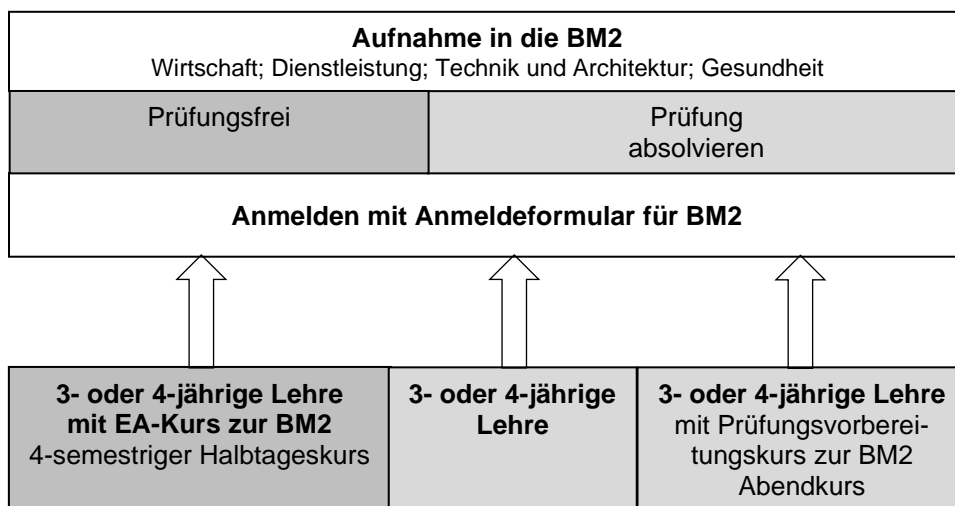 Aufnahme in die BM2
Wirtschaft; Dienstleistung; Technik und Architektur; Gesundheit
Prüfungsfrei
Prüfung
absolvieren
Anmelden mit Anmeldeformular für BM2
3- oder 4-jährige Lehre
mit EA-Kurs zur BM2
4-semestriger Halbtageskurs
3- oder 4-jährige
Lehre
3- oder 4-jährige Lehre
mit Prüfungsvorberei-
tungskurs zur BM2
Abendkurs